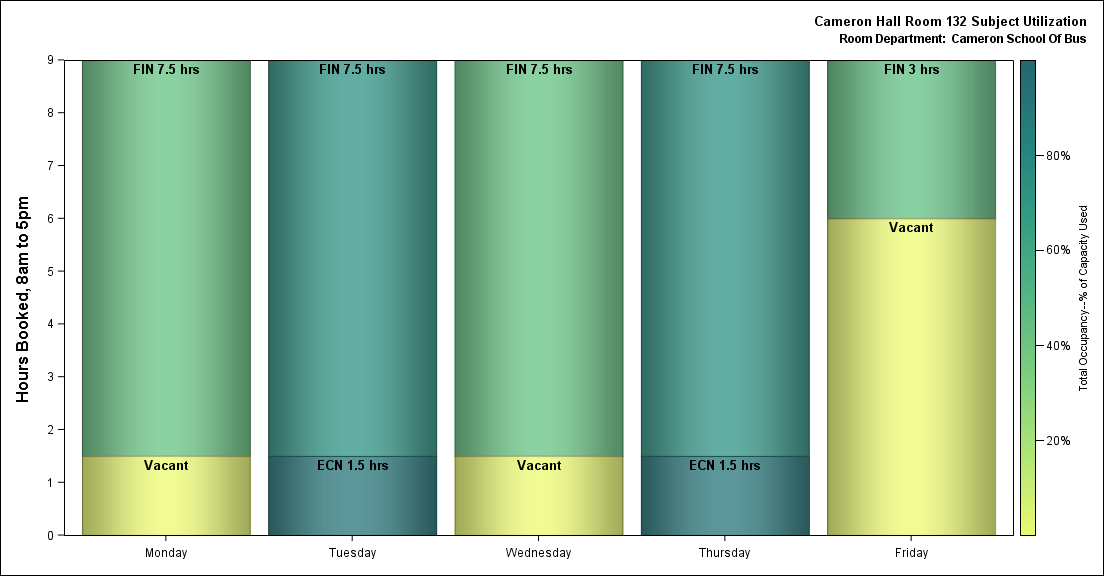 Cameron Hall Room 132 Subject Utilization
Room Department: Cameron School Of Bus
Hours Booked, 8am to 5pm
9
8
7
6
5
4
3
2
1
0
FIN 7.5 hrs
Vacant
FIN 7.5 hrs
ECN 1.5 hrs
FIN 7.5 hrs
Vacant
FIN 7.5 hrs
ECN 1.5 hrs
FIN 3 hrs
Vacant
Monday
Tuesday
Wednesday
Thursday
Friday
80%
60%
40%
20%
Total Occupancy--% of Capacity Used